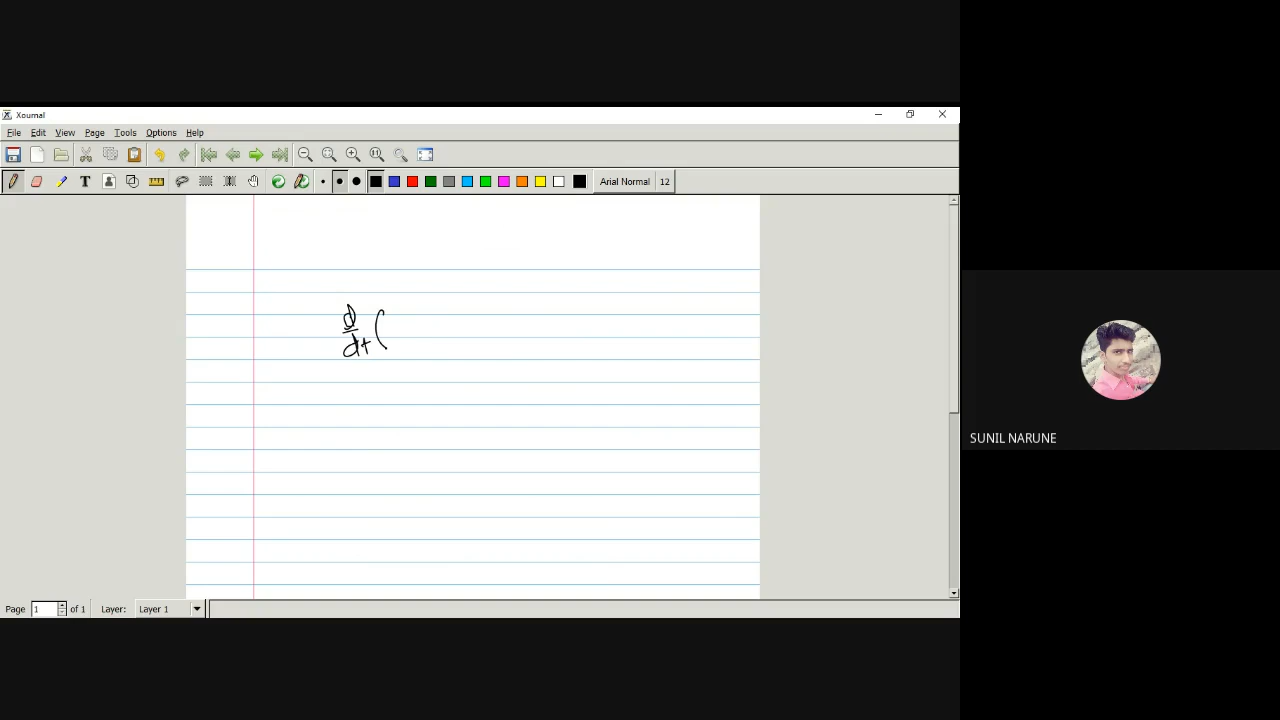 Xournal
File Edit View Page Tools Options Help
Arial Normal 12
d
dt (
SUNIL NARUNE
Page 1 of 1 Layer: Layer 1